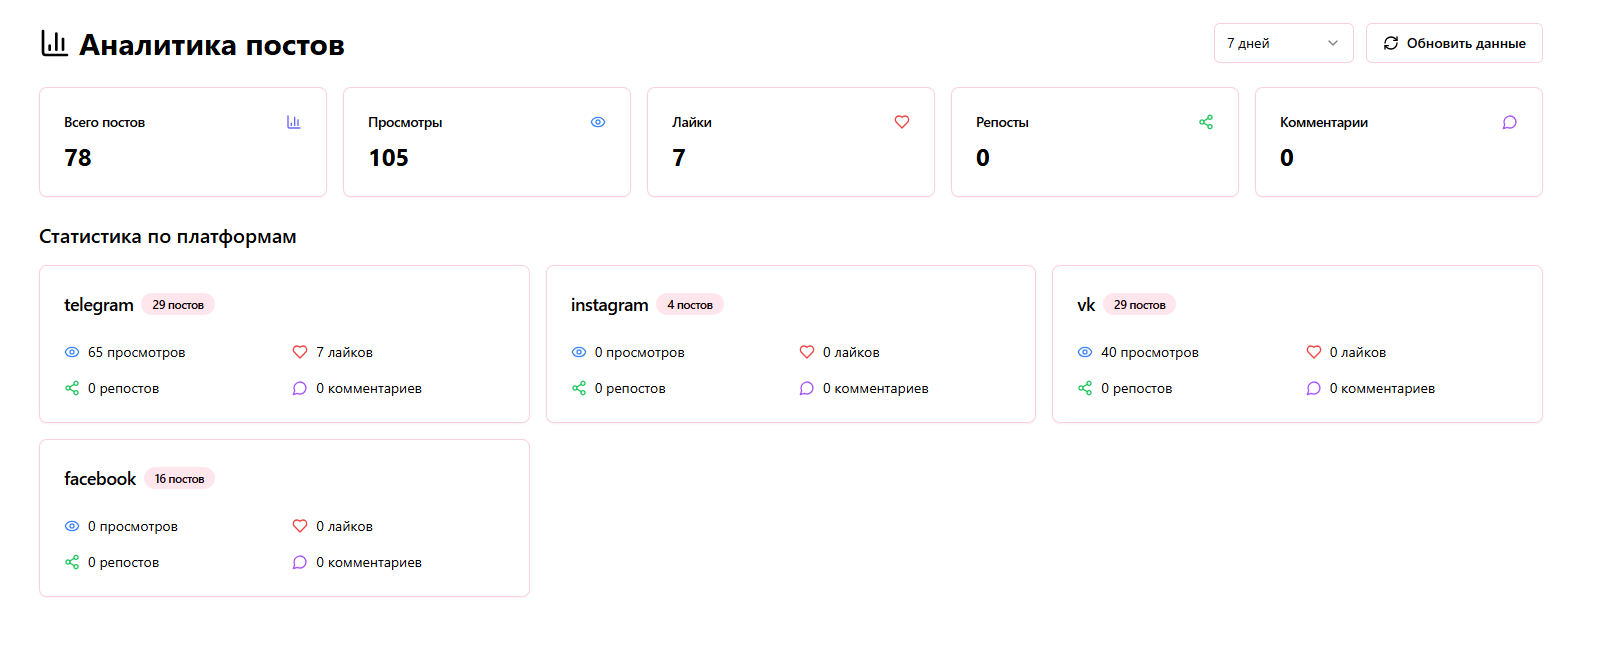 Аналитика постов
7 дней
Обновить данные
Всего постов
78
Просмотры
105
Лайки
7
Репосты
0
Комментарии
0
Статистика по платформам
telegram 29 постов
65 просмотров
7 лайков
0 репостов
0 комментариев
instagram 4 постов
0 просмотров
0 лайков
0 репостов
0 комментариев
vk 29 постов
40 просмотров
0 лайков
0 репостов
0 комментариев
facebook 16 постов
0 просмотров
0 лайков
0 репостов
0 комментариев